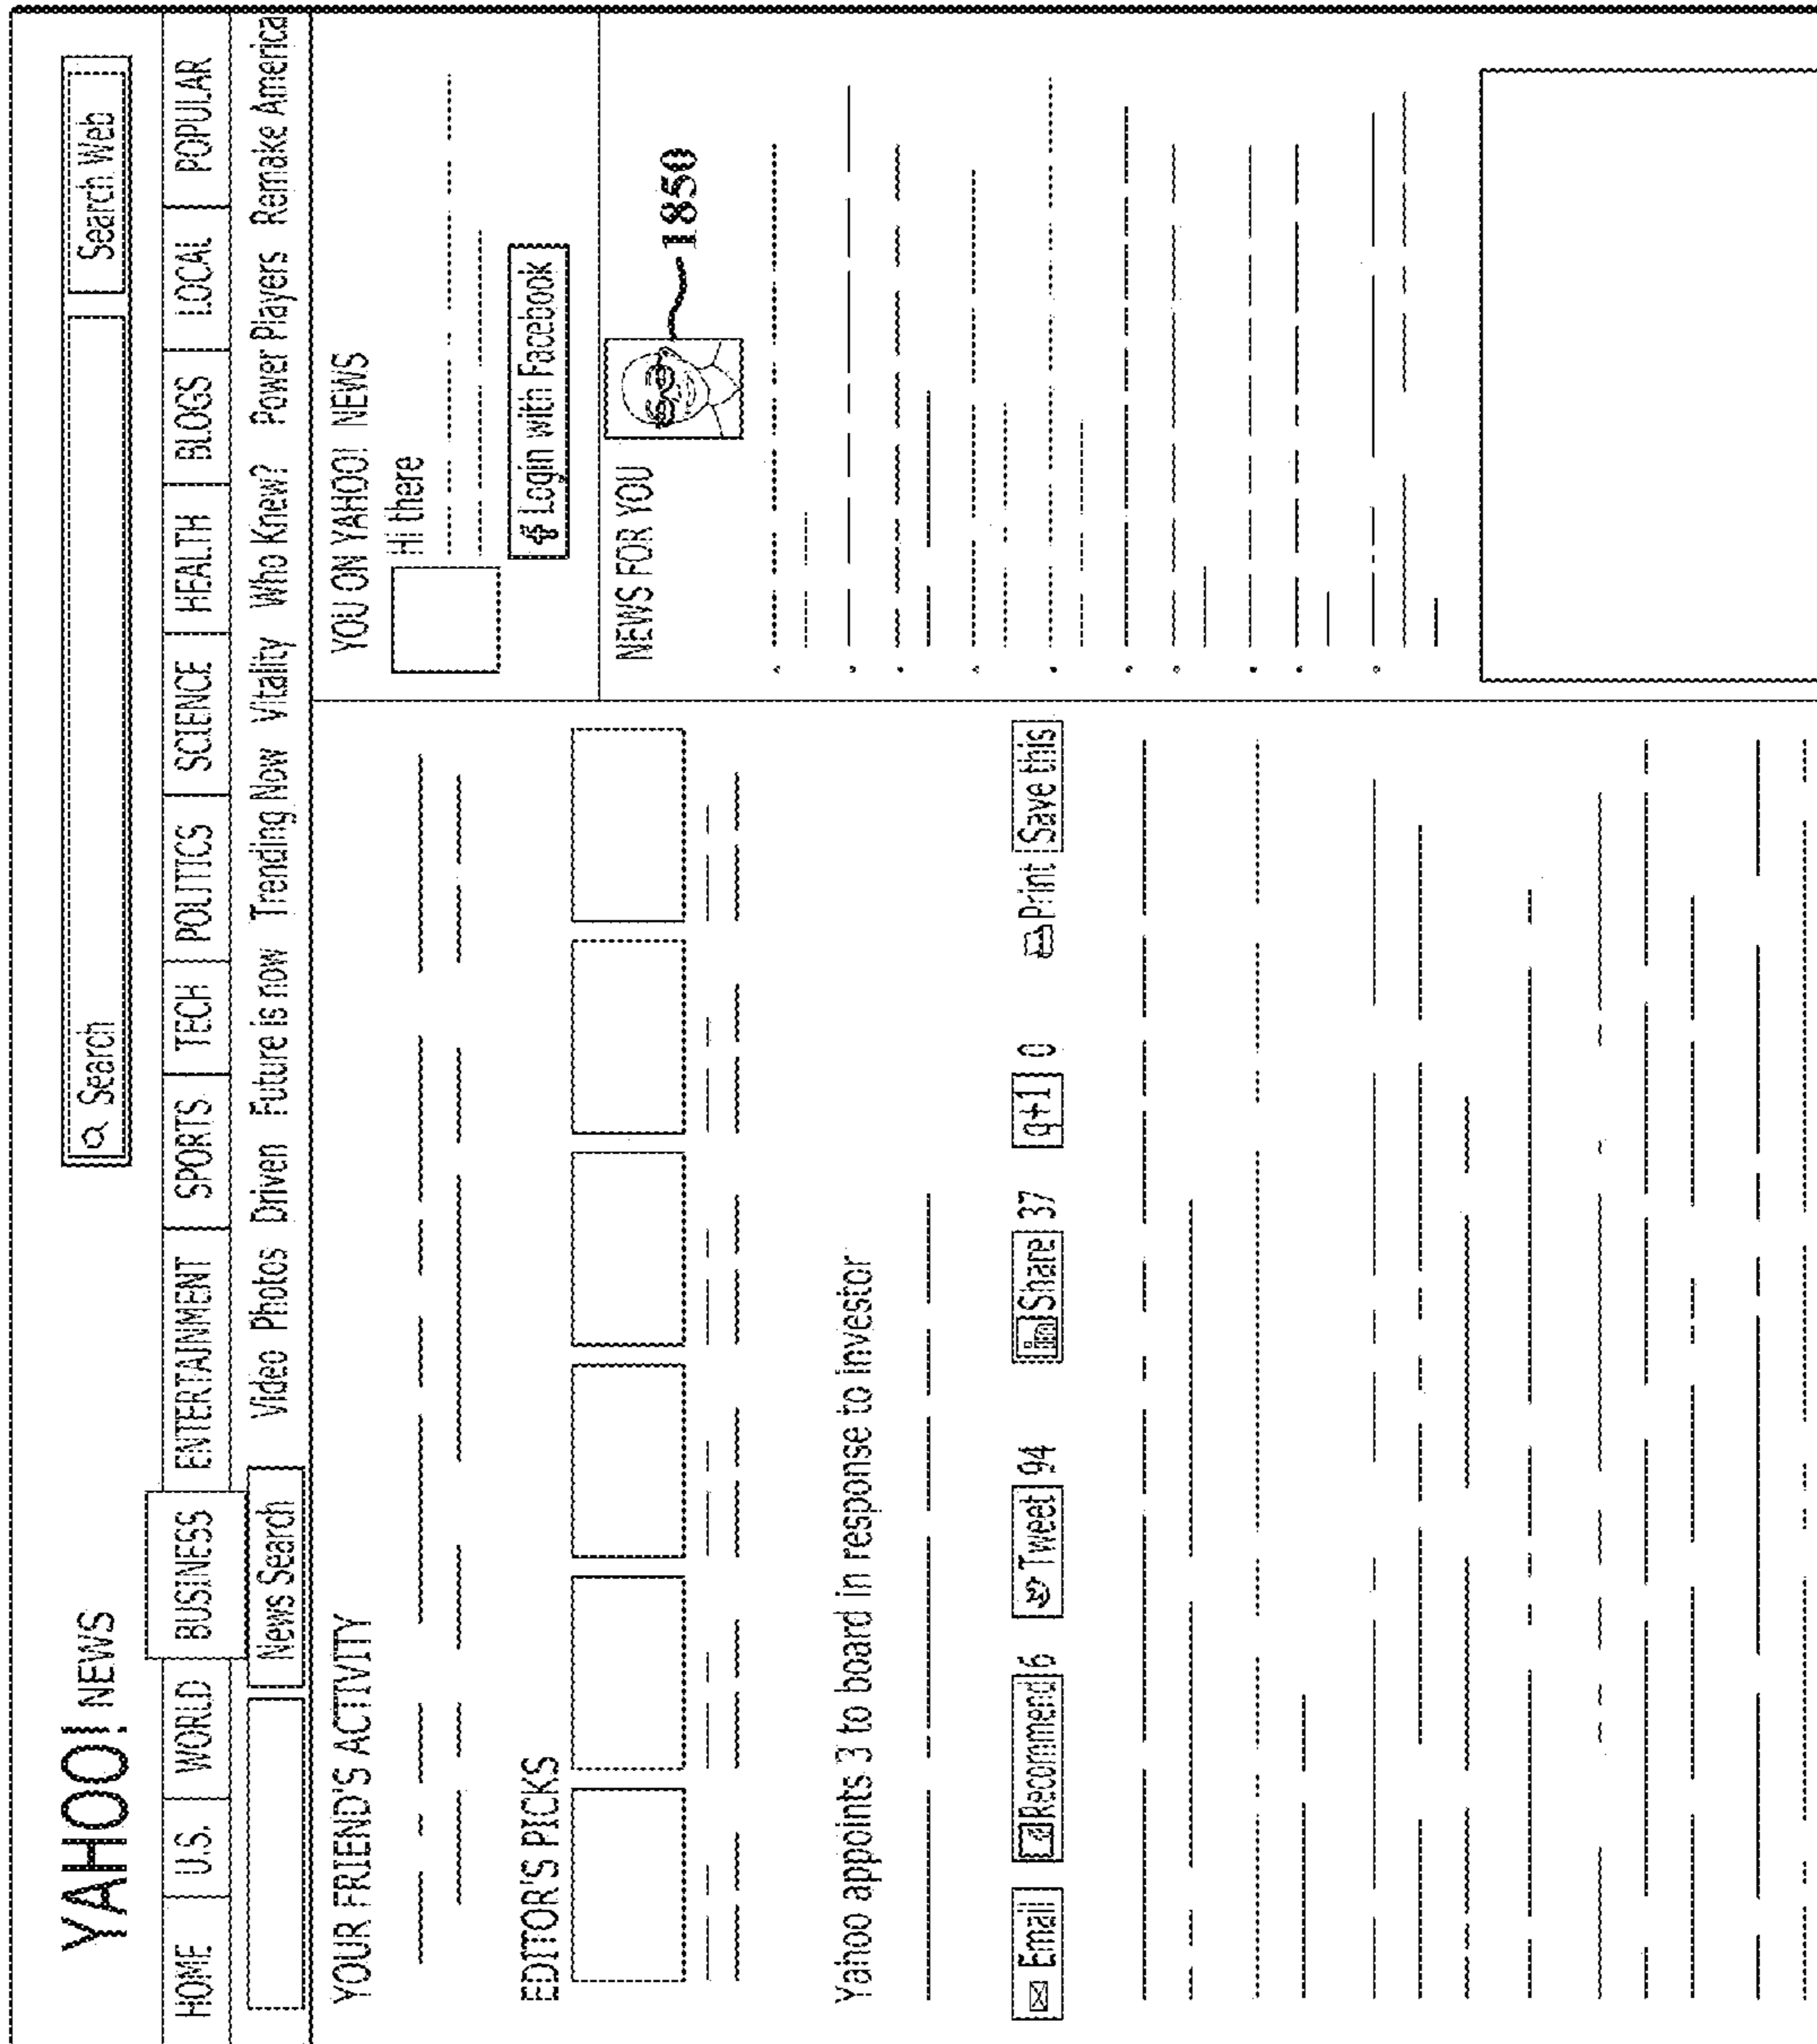 YAHOO! NEWS
Search Search Web
HOME U.S. WORLD BUSINESS ENTERTAINMENT SPORTS TECH POLITICS SCIENCE HEALTH BLOGS LOCAL POPULAR
News Search Video Photos Driven Future is now Trending Now Vitality Who Knew? Power Players Remake America
YOUR FRIEND'S ACTIVITY
EDITOR'S PICKS
Yahoo appoints 3 to board in response to investor
Email Recommend 6 Tweet 94 in Share 37 g+1 0 Print Save this
YOU ON YAHOO! NEWS
Hi there
f Login with Facebook
NEWS FOR YOU
1850